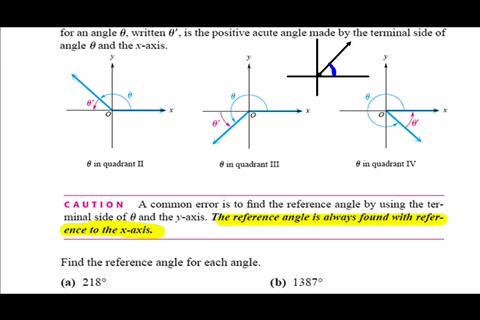 for an angle θ, written θ′, is the positive acute angle made by the terminal side of
angle θ and the x-axis.
y
y
y
θ
θ′
O
x
θ
θ′
O
x
θ
O
θ′
x
θ in quadrant II
θ in quadrant III
θ in quadrant IV
CAUTION A common error is to find the reference angle by using the ter-
minal side of θ and the y-axis. The reference angle is always found with refer-
ence to the x-axis.
Find the reference angle for each angle.
(a) 218° (b) 1387°